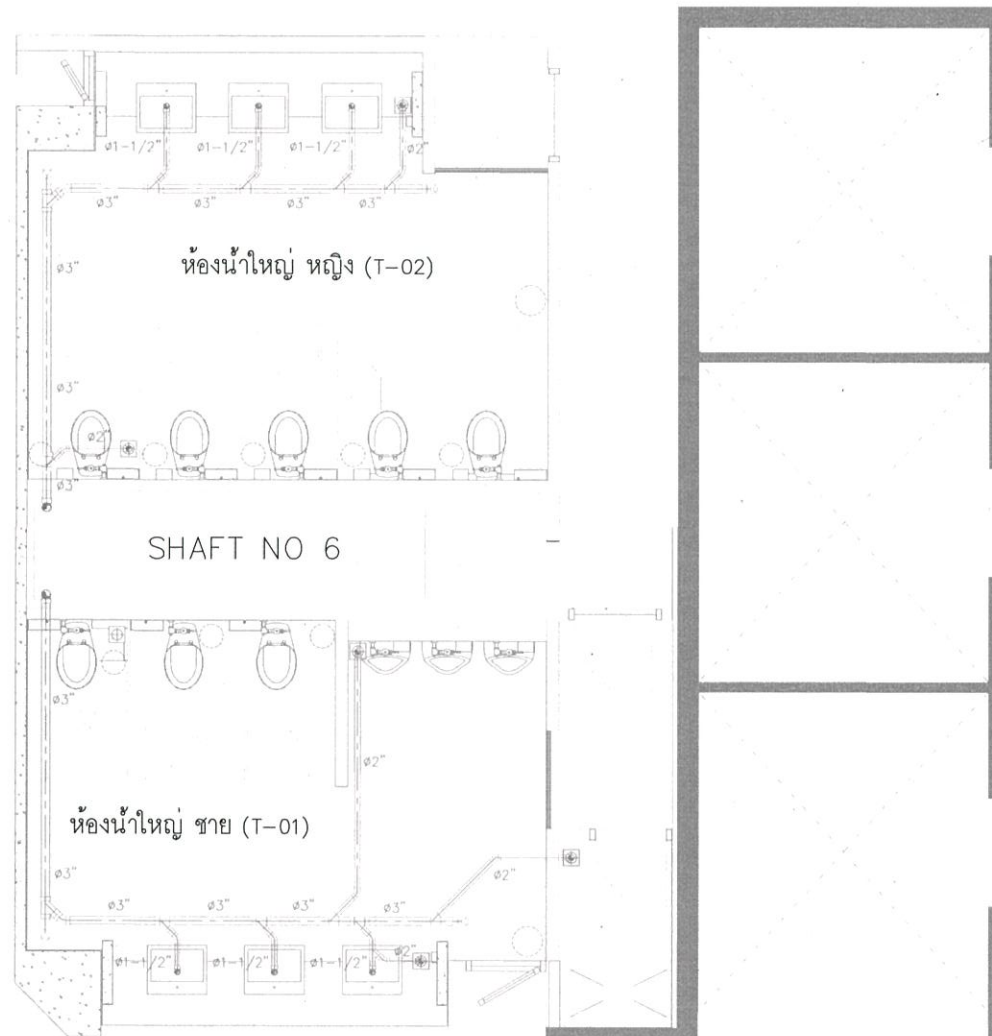 ø1-1/2" ø1-1/2" ø1-1/2" ø2"
ø3" ø3" ø3" ø3"
ห้องน้ำใหญ่ หญิง (T-02)
ø3"
ø3"
ø2"
ø3"
SHAFT NO 6
ø3"
ø2"
ห้องน้ำใหญ่ ชาย (T-01)
ø3"
ø2"
ø3" ø3" ø3" ø3"
ø2"
ø1-1/2" ø1-1/2" ø1-1/2"